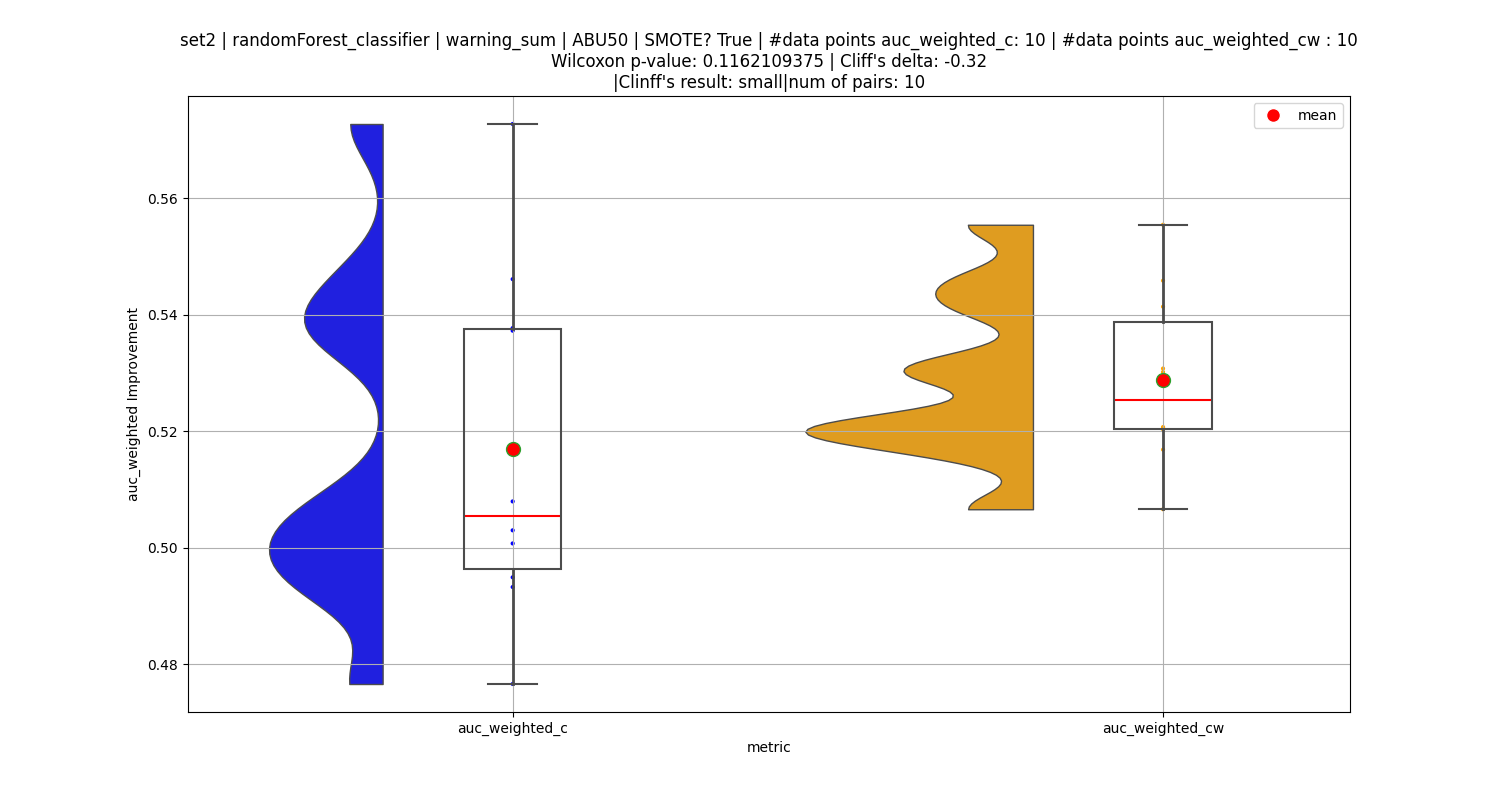 set2 | randomForest_classifier | warning_sum | ABU50 | SMOTE? True | #data points auc_weighted_c: 10 | #data points auc_weighted_cw : 10
Wilcoxon p-value: 0.1162109375 | Cliff's delta: -0.32
|Clinff's result: small|num of pairs: 10
mean
0.56
0.54
0.52
0.50
0.48
auc_weighted Improvement
auc_weighted_c
auc_weighted_cw
metric